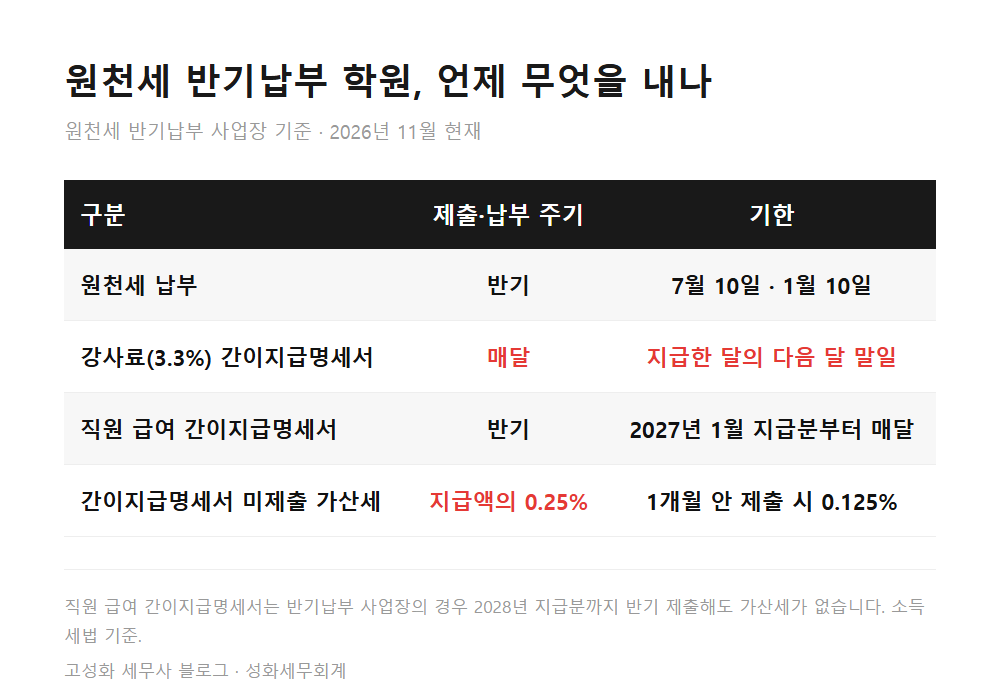 원천세 반기납부 학원, 언제 무엇을 내나
원천세 반기납부 사업장 기준 · 2026년 11월 현재
구분 제출·납부 주기 기한
원천세 납부 반기 7월 10일 · 1월 10일
강사료(3.3%) 간이지급명세서 매달 지급한 달의 다음 달 말일
직원 급여 간이지급명세서 반기 2027년 1월 지급분부터 매달
간이지급명세서 미제출 가산세 지급액의 0.25% 1개월 안 제출 시 0.125%
직원 급여 간이지급명세서는 반기납부 사업장의 경우 2028년 지급분까지 반기 제출해도 가산세가 없습니다. 소득
세법 기준.
고성화 세무사 블로그 · 성화세무회계